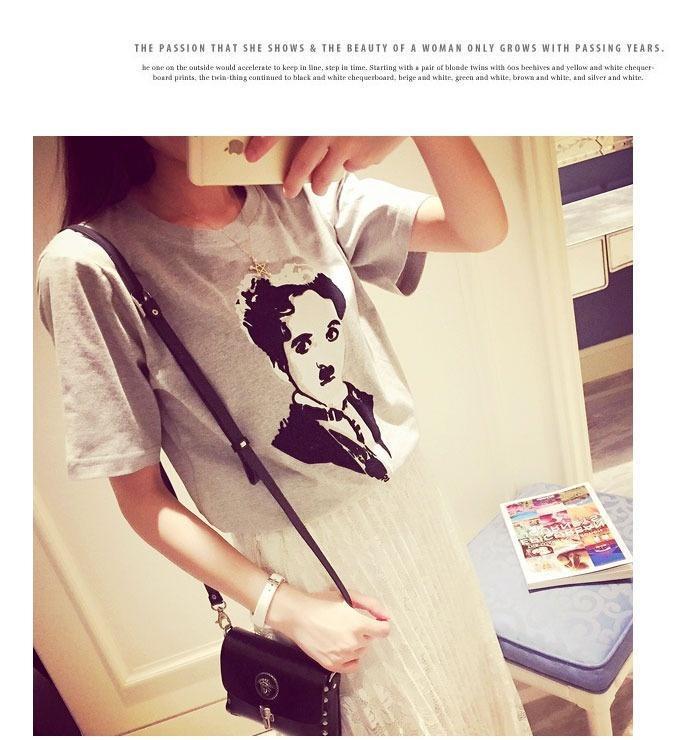 THE PASSION THAT SHE SHOWS & THE BEAUTY OF A WOMAN ONLY GROWS WITH PASSING YEARS.
he one on the outside would accelerate to keep in line, step in time. Starting with a pair of blonde twins with 60s beehives and yellow and white chequer-
board prints, the twin-thing continued to black and white chequerboard, beige and white, green and white, brown and white, and silver and white.